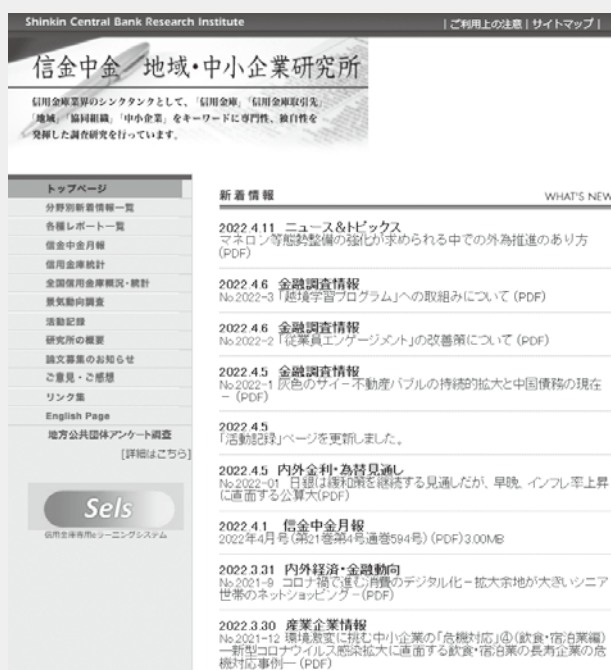 Shinkin Central Bank Research Institute
|ご利用上の注意|サイトマップ|
信金中金 地域・中小企業研究所
信用金庫業界のシンクタンクとして、「信用金庫」「信用金庫取引先」
「地域」「協同組織」「中小企業」をキーワードに専門性、独自性を
発揮した調査研究を行っています。
トップページ
分野別新着情報一覧
各種レポート一覧
信金中金月報
信用金庫統計
全国信用金庫概況・統計
景気動向調査
活動記録
研究所の概要
論文募集のお知らせ
ご意見・ご感想
リンク集
English Page
地方公共団体アンケート調査
[詳細はこちら]
Sels
信用金庫専用eラーニングシステム
新着情報
WHAT'S NEW
2022.4.11 ニュース&トピックス
マネロン等態勢整備の強化が求められる中での外為推進のあり方
(PDF)
2022.4.6 金融調査情報
No.2022-3「越境学習プログラム」への取組みについて (PDF)
2022.4.6 金融調査情報
No.2022-2「従業員エンゲージメント」の改善策について (PDF)
2022.4.5 金融調査情報
No.2022-1 灰色のサイ-不動産バブルの持続的拡大と中国債務の現在
- (PDF)
2022.4.5
「活動記録」ページを更新しました。
2022.4.5 内外金利・為替見通し
No.2022-01 日銀は緩和策を継続する見通しだが、早晩、インフレ率上昇
に直面する公算大(PDF)
2022.4.1 信金中金月報
2022年4月号(第21巻第4号通巻594号) (PDF)3.00MB
2022.3.31 内外経済・金融動向
No.2021-9 コロナ禍で進む消費のデジタル化-拡大余地が大きいシニア
世帯のネットショッピング-(PDF)
2022.3.30 産業企業情報
No.2021-12 環境激変に挑む中小企業の「危機対応」④(飲食・宿泊業編)
―新型コロナウイルス感染拡大に直面する飲食・宿泊業の長寿企業の危
機対応事例― (PDF)